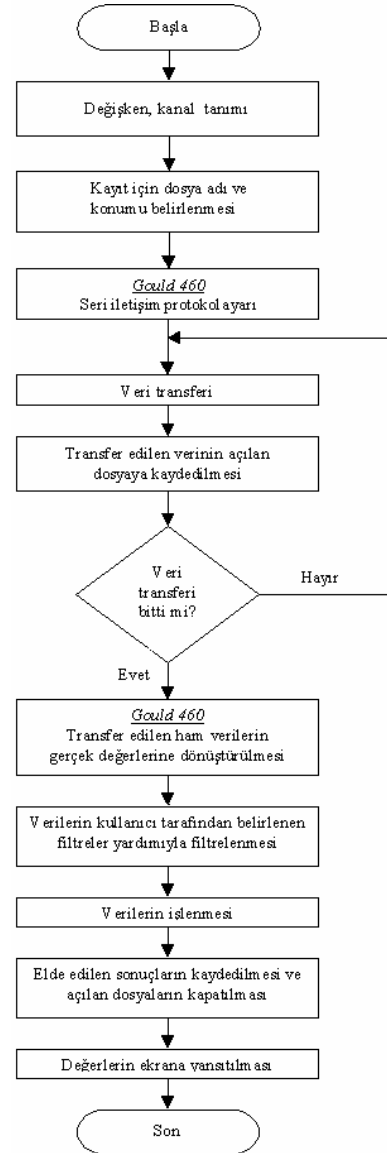 Başla
Değişken, kanal tanımı
Kayıt için dosya adı ve
konumu belirlenmesi
Gould 460
Seri iletişim protokol ayarı
Veri transferi
Transfer edilen verinin açılan
dosyaya kaydedilmesi
Veri
transferi
bitti mi?
Hayır
Evet
Gould 460
Transfer edilen ham verilerin
gerçek değerlerine dönüştürülmesi
Verilerin kullanıcı tarafından belirlenen
filtreler yardımıyla filtrelenmesi
Verilerin işlenmesi
Elde edilen sonuçların kaydedilmesi ve
açılan dosyaların kapatılması
Değerlerin ekrana yansıtılması
Son